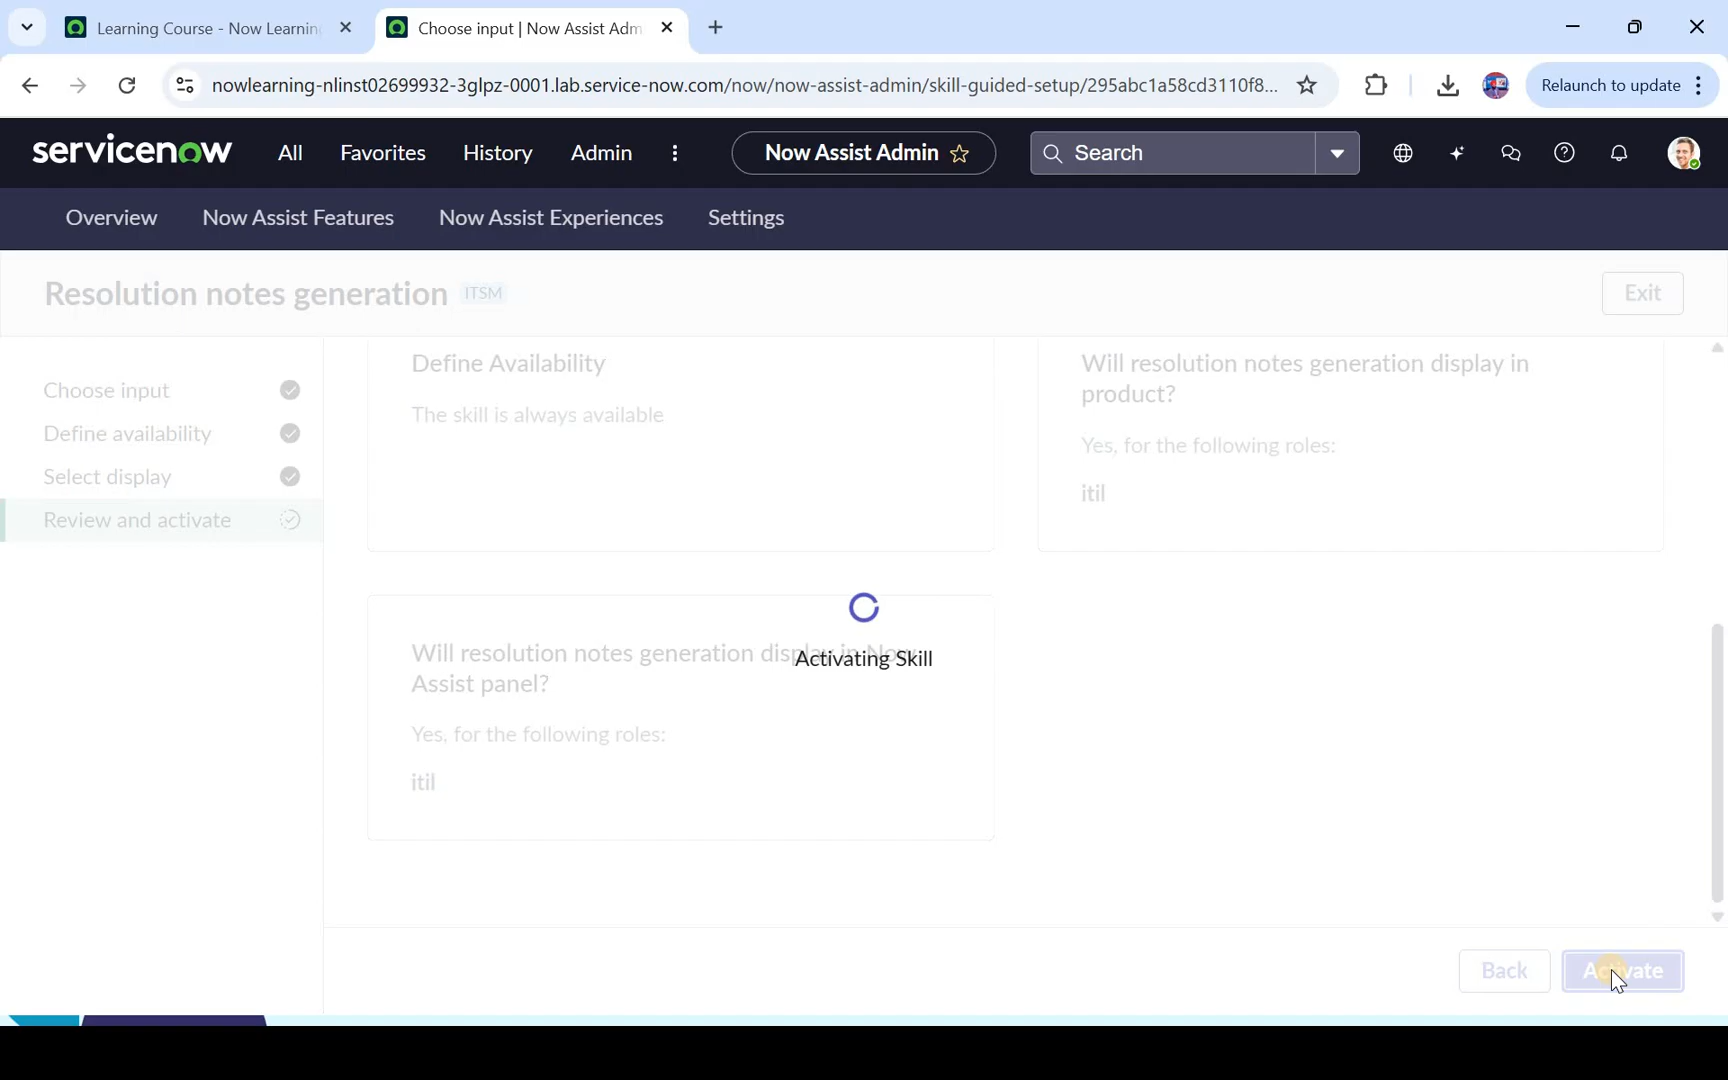 Learning Course - Now Learnin
Choose input | Now Assist Adm
nowlearning-nlinst02699932-3glpz-0001.lab.service-now.com/now/now-assist-admin/skill-guided-setup/295abc1a58cd3110f8...
Relaunch to update
servicenow
All
Favorites
History
Admin
Now Assist Admin
Search
Overview
Now Assist Features
Now Assist Experiences
Settings
Resolution notes generation
ITSM
Exit
Choose input
Define availability
Select display
Review and activate
Define Availability
The skill is always available
Will resolution notes generation display in
product?
Yes, for the following roles:
itil
Will resolution notes generation display in Now
Assist panel?
Yes, for the following roles:
itil
Activating Skill
Back
Activate